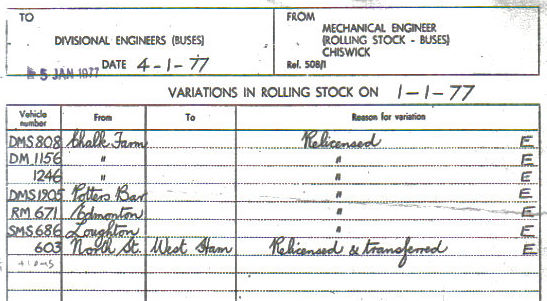 TO
DIVISIONAL ENGINEERS (BUSES)
DATE 4-1-77
5 JAN 1977
FROM
MECHANICAL ENGINEER
(ROLLING STOCK - BUSES)
CHISWICK
Ref. 508/1
VARIATIONS IN ROLLING STOCK ON 1-1-77
Vehicle number From To Reason for variation
DMS 808 Chalk Farm Relicensed E
DM 1156 " " E
1246 " " E
DMS 1905 Potters Bar " E
RM 671 Edmonton " E
SMS 686 Loughton " E
603 North St. West Ham Relicensed & transferred E